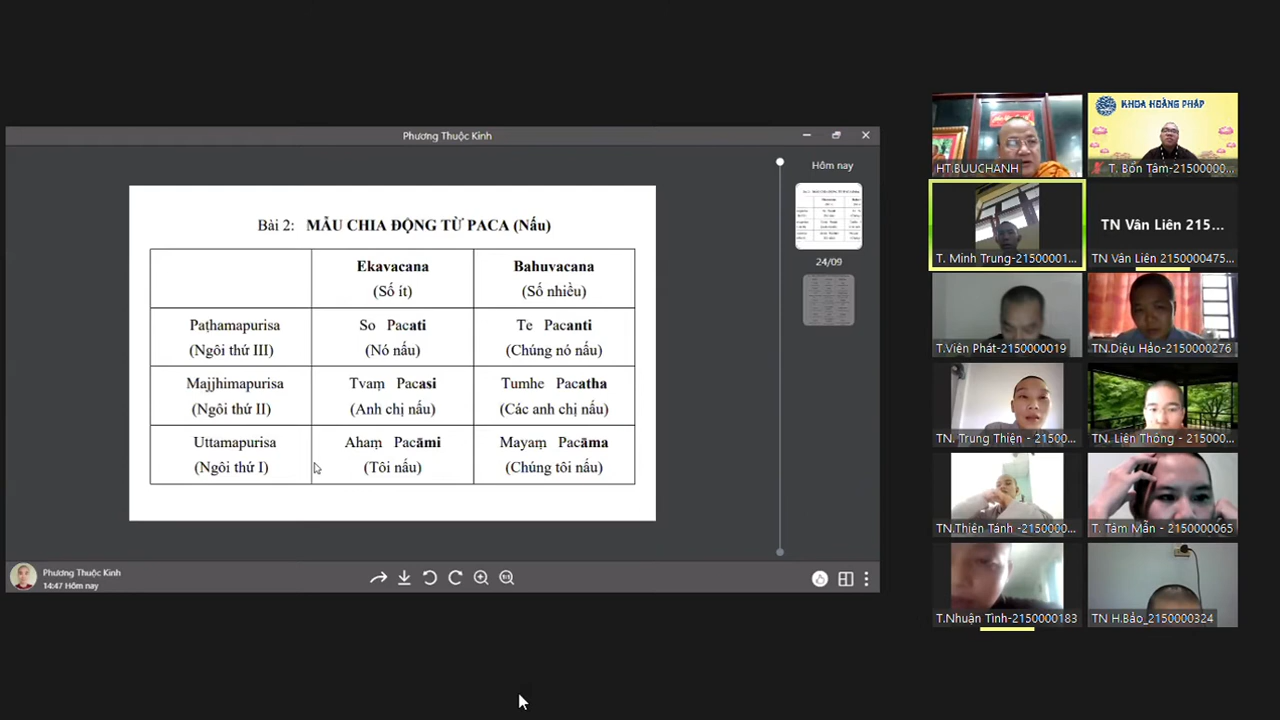 Phương Thuộc Kinh
Hôm nay
24/09
Bài 2: MẪU CHIA ĐỘNG TỪ PACA (Nấu)
Ekavacana
(Số ít)
Bahuvacana
(Số nhiều)
Paṭhamapurisa
(Ngôi thứ III)
So Pacati
(Nó nấu)
Te Pacanti
(Chúng nó nấu)
Majjhimapurisa
(Ngôi thứ II)
Tvaṃ Pacasi
(Anh chị nấu)
Tumhe Pacatha
(Các anh chị nấu)
Uttamapurisa
(Ngôi thứ I)
Ahaṃ Pacāmi
(Tôi nấu)
Mayaṃ Pacāma
(Chúng tôi nấu)
Phương Thuộc Kinh
14:47 Hôm nay
HT.BUUCHANH
KHOA HOẰNG PHÁP
T. Bổn Tâm-2150000...
T. Minh Trung-21500001...
TN Vân Liên 215...
TN Vân Liên 2150000475...
T.Viên Phát-2150000019
TN.Diệu Hảo-2150000276
TN. Trung Thiện - 215000...
TN. Liên Thông - 215000...
TN.Thiện Tánh -2150000...
T. Tâm Mẫn - 2150000065
T.Nhuận Tình-2150000183
TN H.Bảo_2150000324